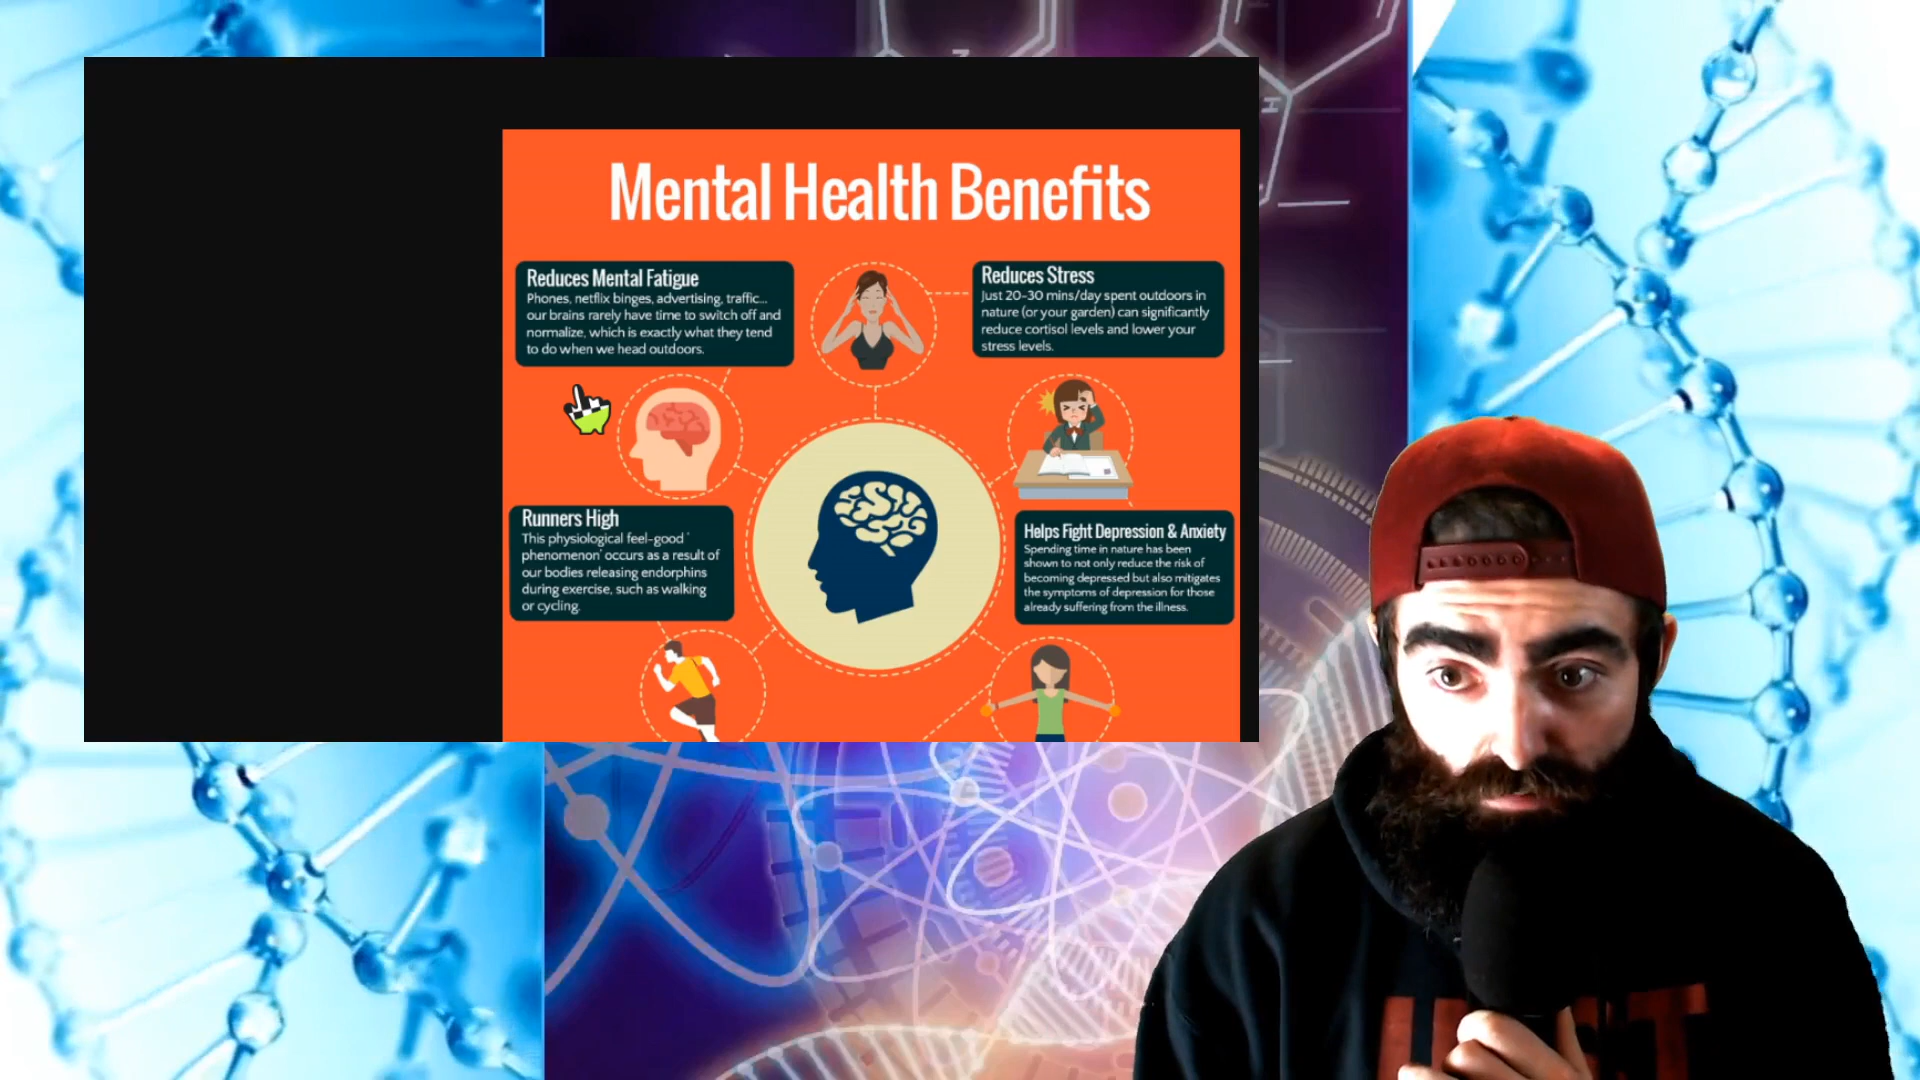 Mental Health Benefits
Reduces Mental Fatigue
Phones, netflix binges, advertising, traffic...
our brains rarely have time to switch off and
normalize, which is exactly what they tend
to do when we head outdoors.
Reduces Stress
Just 20-30 mins/day spent outdoors in
nature (or your garden) can significantly
reduce cortisol levels and lower your
stress levels.
Runners High
This physiological feel-good '
phenomenon' occurs as a result of
our bodies releasing endorphins
during exercise, such as walking
or cycling.
Helps Fight Depression & Anxiety
Spending time in nature has been
shown to not only reduce the risk of
becoming depressed but also mitigates
the symptoms of depression for those
already suffering from the illness.